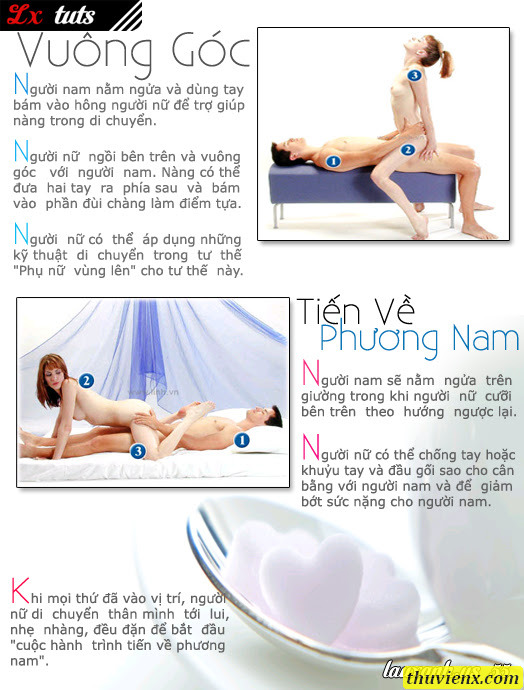 Lx tuts
Vuông Góc
Người nam nằm ngửa và dùng tay
bám vào hông người nữ để trợ giúp
nàng trong di chuyển.
Người nữ ngồi bên trên và vuông
góc với người nam. Nàng có thể
đưa hai tay ra phía sau và bám
vào phần đùi chàng làm điểm tựa.
Người nữ có thể áp dụng những
kỹ thuật di chuyển trong tư thế
"Phụ nữ vùng lên" cho tư thế này.
3
2
1
Tiến Về
Phương Nam
2
1
3
Người nam sẽ nằm ngửa trên
giường trong khi người nữ cưỡi
bên trên theo hướng ngược lại.
Người nữ có thể chống tay hoặc
khuỷu tay và đầu gối sao cho cân
bằng với người nam và để giảm
bớt sức nặng cho người nam.
Khi mọi thứ đã vào vị trí, người
nữ di chuyển thân mình tới lui,
nhẹ nhàng, đều đặn để bắt đầu
"cuộc hành trình tiến về phương
nam".
thuvienx.com